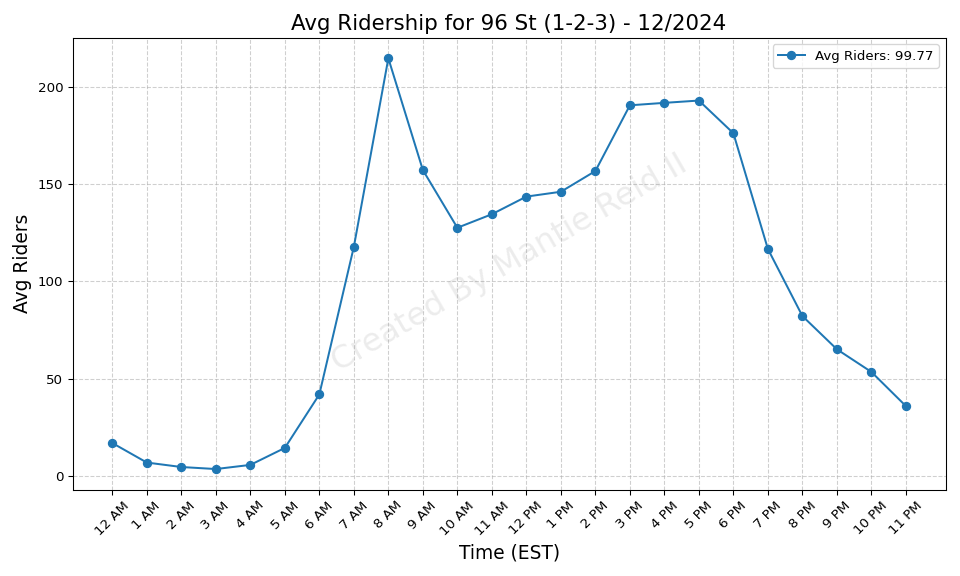 Avg Ridership for 96 St (1-2-3) - 12/2024
Avg Riders: 99.77
Avg Riders
200
150
100
50
0
Created By Mantie Reid II
12 AM
1 AM
2 AM
3 AM
4 AM
5 AM
6 AM
7 AM
8 AM
9 AM
10 AM
11 AM
12 PM
1 PM
2 PM
3 PM
4 PM
5 PM
6 PM
7 PM
8 PM
9 PM
10 PM
11 PM
Time (EST)